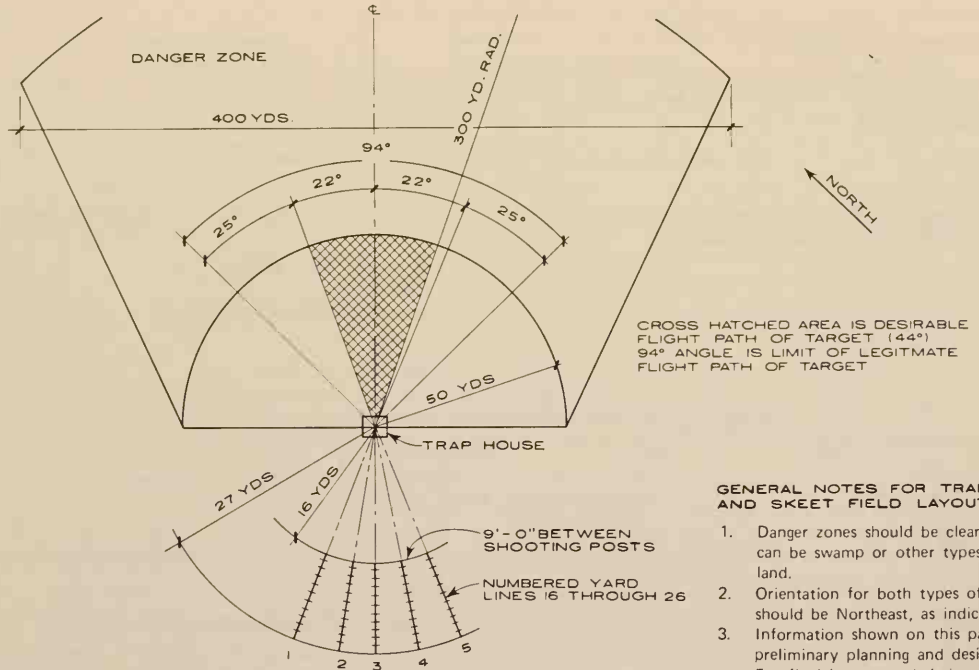 ℄
DANGER ZONE
300 YD. RAD.
400 YDS.
94°
22°
22°
25°
25°
NORTH
CROSS HATCHED AREA IS DESIRABLE
FLIGHT PATH OF TARGET (44°)
94° ANGLE IS LIMIT OF LEGITMATE
FLIGHT PATH OF TARGET
50 YDS
TRAP HOUSE
27 YDS
16 YDS
9'-0" BETWEEN
SHOOTING POSTS
NUMBERED YARD
LINES 16 THROUGH 26
1
2
3
4
5
GENERAL NOTES FOR TRA
AND SKEET FIELD LAYOUT
1. Danger zones should be clear
can be swamp or other types
land.
2. Orientation for both types of
should be Northeast, as indic
3. Information shown on this pa
preliminary planning and desi